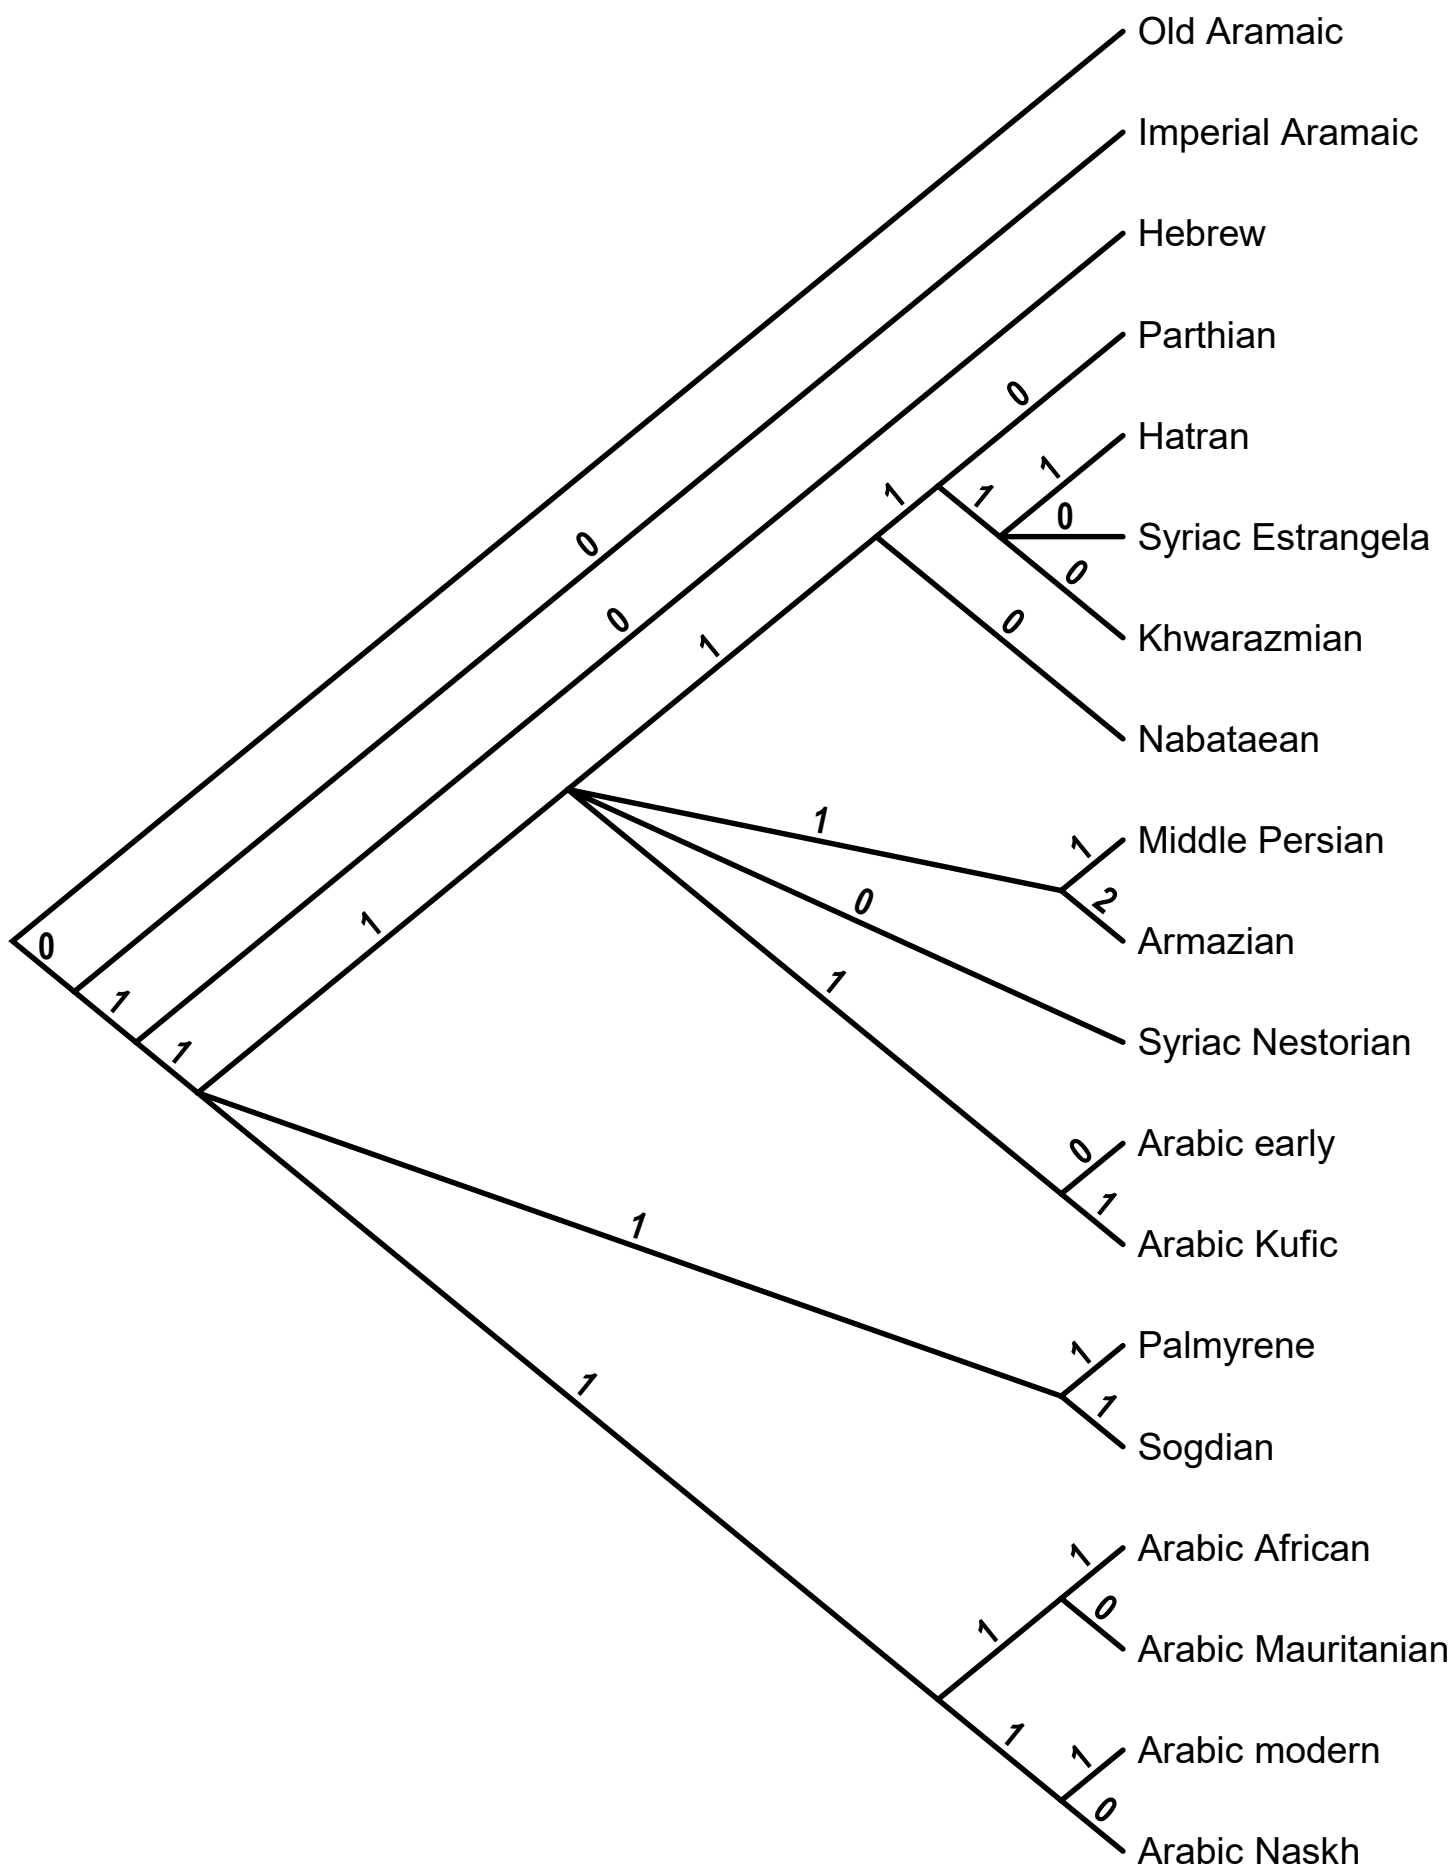 Old Aramaic
Imperial Aramaic
Hebrew
Parthian
0
Hatran
1
1
1
0
Syriac Estrangela
0
0
0
Khwarazmian
0
0
1
Nabataean
1
Middle Persian
1
2
0
1
Armazian
0
1
1
Syriac Nestorian
1
0
Arabic early
1
1
Arabic Kufic
1
Palmyrene
1
1
Sogdian
1
Arabic African
0
1
Arabic Mauritanian
1
1
Arabic modern
0
Arabic Naskh